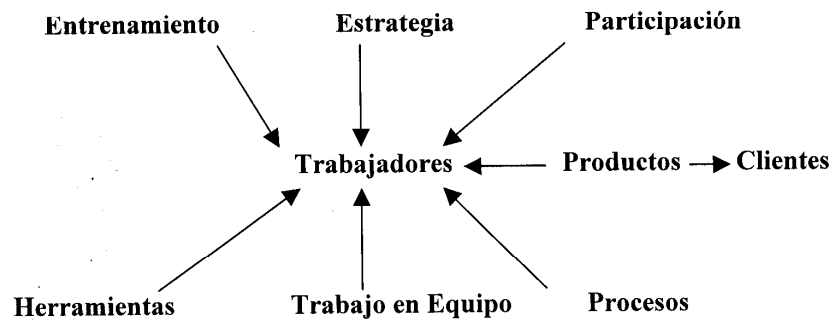 Entrenamiento Estrategia Participación
Trabajadores Productos Clientes
Herramientas Trabajo en Equipo Procesos